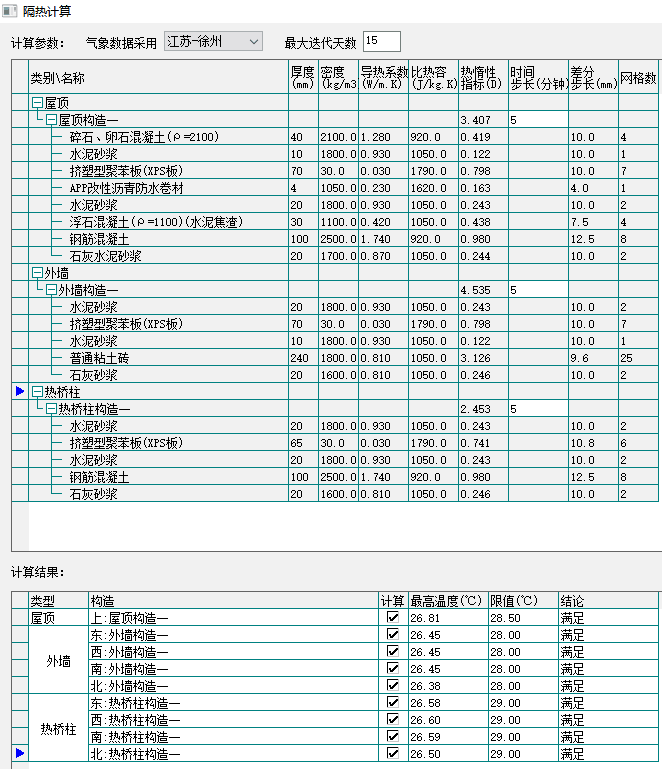 隔热计算
计算参数： 气象数据采用 江苏-徐州 最大迭代天数 15
类别\名称 厚度(mm) 密度(kg/m3 导热系数(W/m.K) 比热容(J/kg.K) 热惰性指标(D) 时间步长(分钟) 差分步长(mm) 网格数
屋顶
屋顶构造一 3.407 5
碎石、卵石混凝土(ρ=2100) 40 2100.0 1.280 920.0 0.419 10.0 4
水泥砂浆 10 1800.0 0.930 1050.0 0.122 10.0 1
挤塑型聚苯板(XPS板) 70 30.0 0.030 1790.0 0.798 10.0 7
APP改性沥青防水卷材 4 1050.0 0.230 1620.0 0.163 4.0 1
水泥砂浆 20 1800.0 0.930 1050.0 0.243 10.0 2
浮石混凝土(ρ=1100)(水泥焦渣) 30 1100.0 0.420 1050.0 0.438 7.5 4
钢筋混凝土 100 2500.0 1.740 920.0 0.980 12.5 8
石灰水泥砂浆 20 1700.0 0.870 1050.0 0.244 10.0 2
外墙
外墙构造一 4.535 5
水泥砂浆 20 1800.0 0.930 1050.0 0.243 10.0 2
挤塑型聚苯板(XPS板) 70 30.0 0.030 1790.0 0.798 10.0 7
水泥砂浆 10 1800.0 0.930 1050.0 0.122 10.0 1
普通粘土砖 240 1800.0 0.810 1050.0 3.126 9.6 25
石灰砂浆 20 1600.0 0.810 1050.0 0.246 10.0 2
热桥柱
热桥柱构造一 2.453 5
水泥砂浆 20 1800.0 0.930 1050.0 0.243 10.0 2
挤塑型聚苯板(XPS板) 65 30.0 0.030 1790.0 0.741 10.8 6
水泥砂浆 20 1800.0 0.930 1050.0 0.243 10.0 2
钢筋混凝土 100 2500.0 1.740 920.0 0.980 12.5 8
石灰砂浆 20 1600.0 0.810 1050.0 0.246 10.0 2
计算结果：
类型 构造 计算 最高温度(℃) 限值(℃) 结论
屋顶 上:屋顶构造一 26.81 28.50 满足
外墙 东:外墙构造一 26.45 28.00 满足
西:外墙构造一 26.45 28.00 满足
南:外墙构造一 26.45 28.00 满足
北:外墙构造一 26.38 28.00 满足
热桥柱 东:热桥柱构造一 26.58 29.00 满足
西:热桥柱构造一 26.60 29.00 满足
南:热桥柱构造一 26.59 29.00 满足
北:热桥柱构造一 26.50 29.00 满足